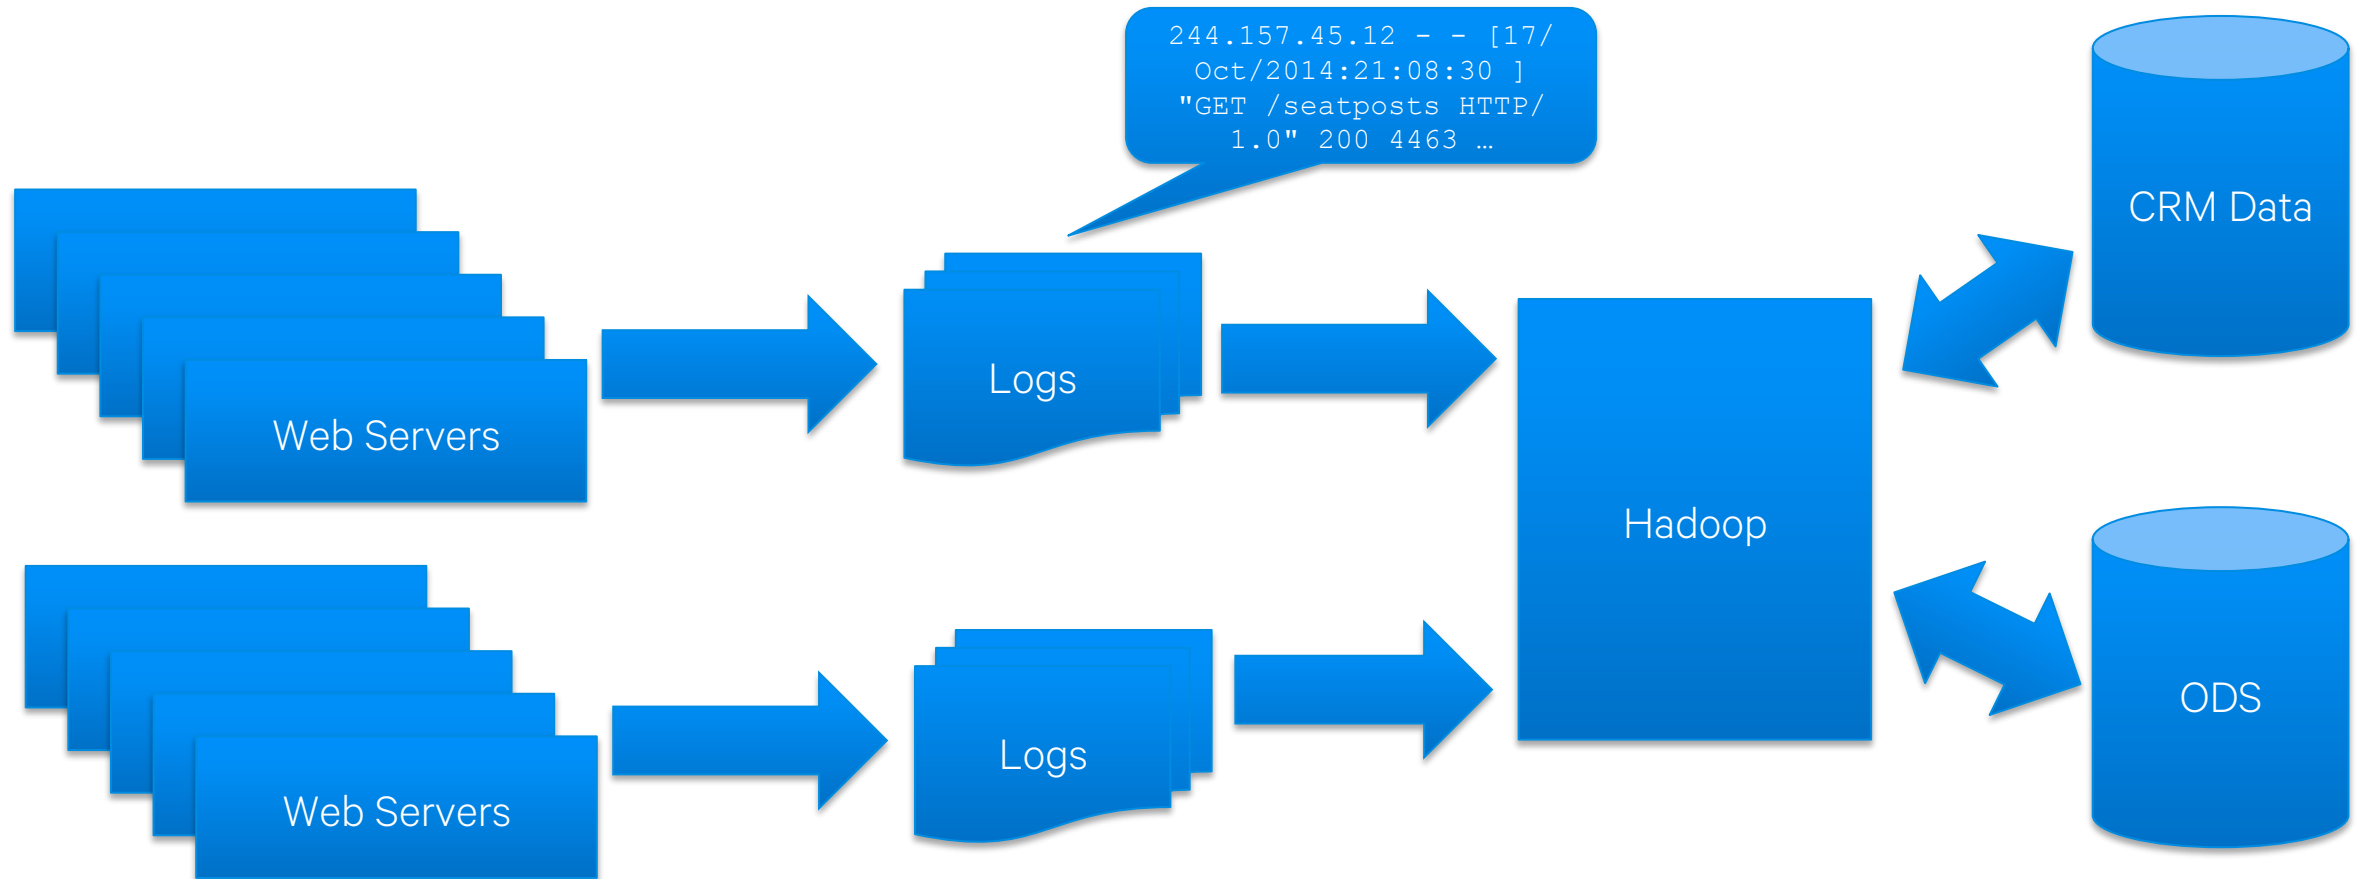 244.157.45.12 - - [17/
Oct/2014:21:08:30 ]
"GET /seatposts HTTP/
1.0" 200 4463 …
CRM Data
Logs
Web Servers
Hadoop
ODS
Logs
Web Servers